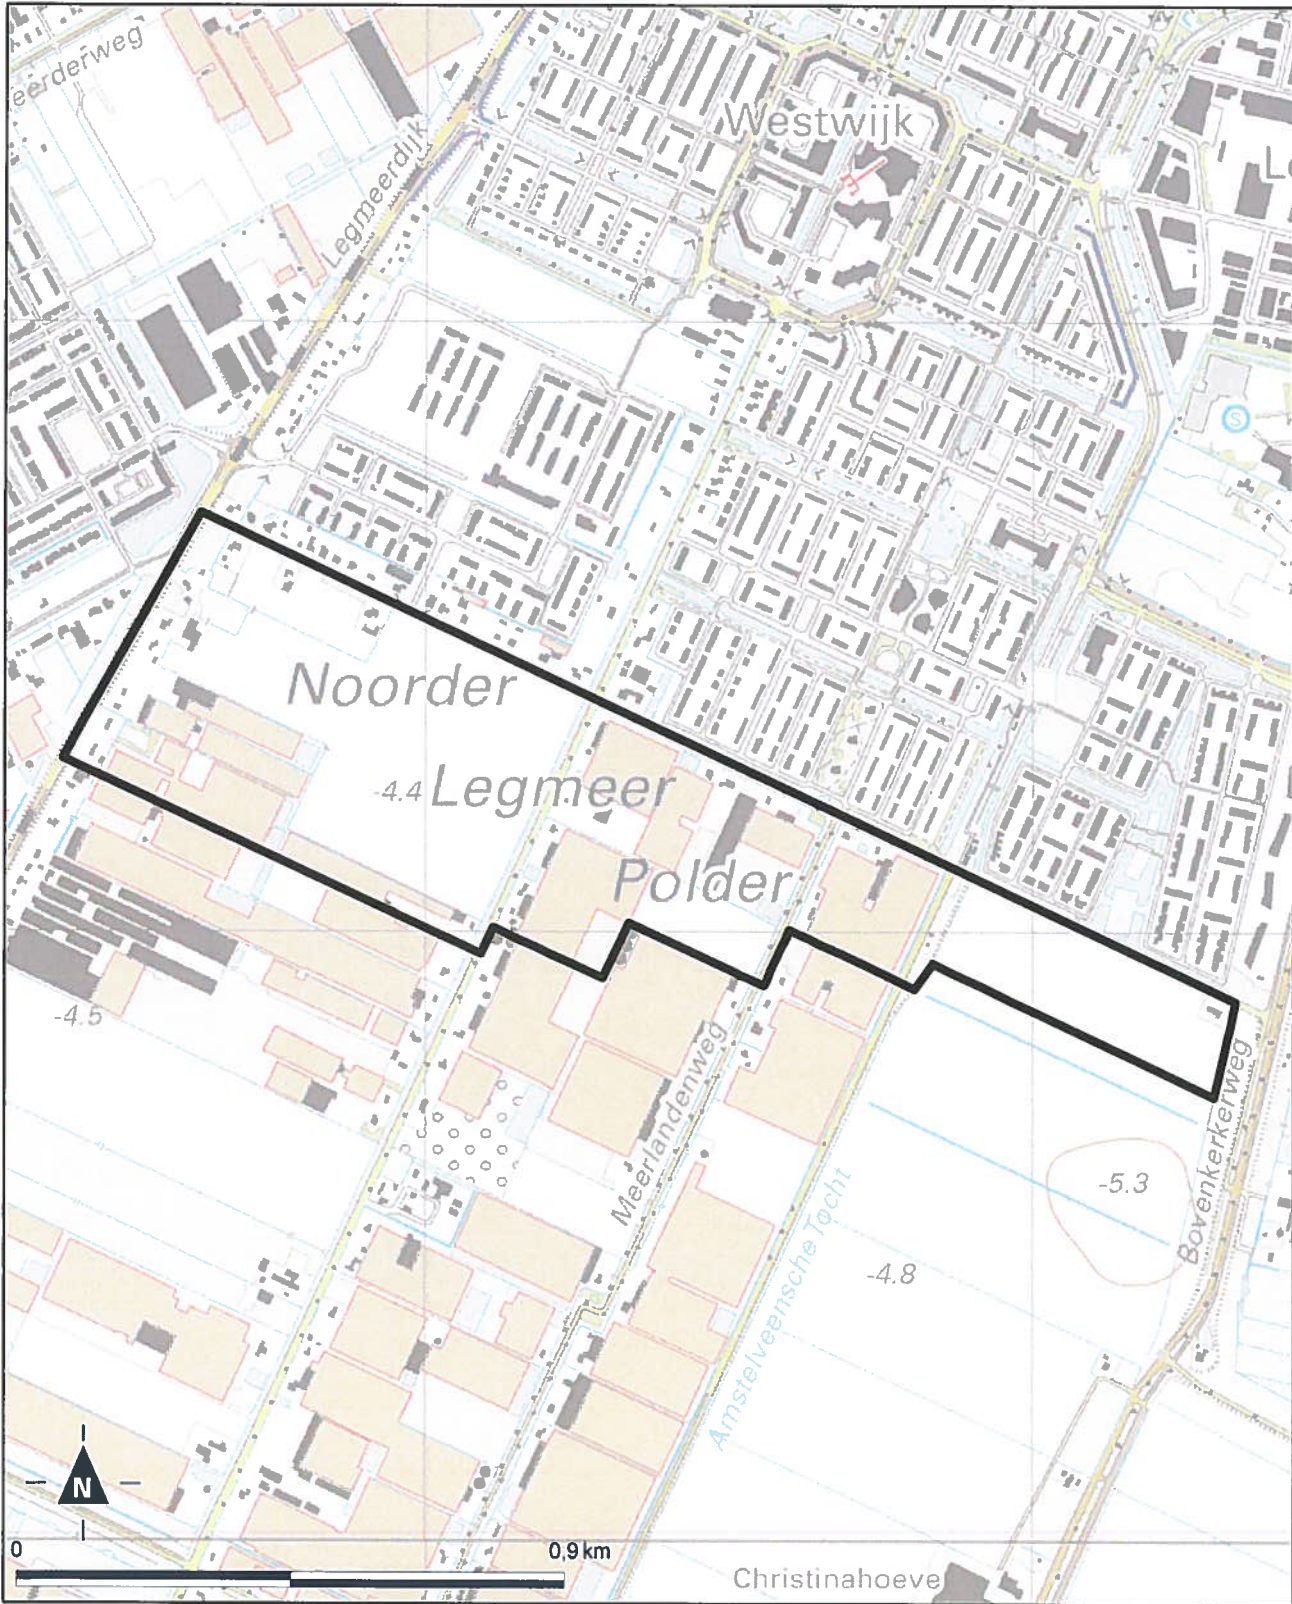 eerderweg
Westwijk
Le
Legmeerdijk
S
Noorder
-4.4 Legmeer
Polder
-4.5
Meerlandenweg
Bovenkerkerweg
-5.3
Amstelveensche Tocht
-4.8
N
0 0,9 km
Christinahoeve